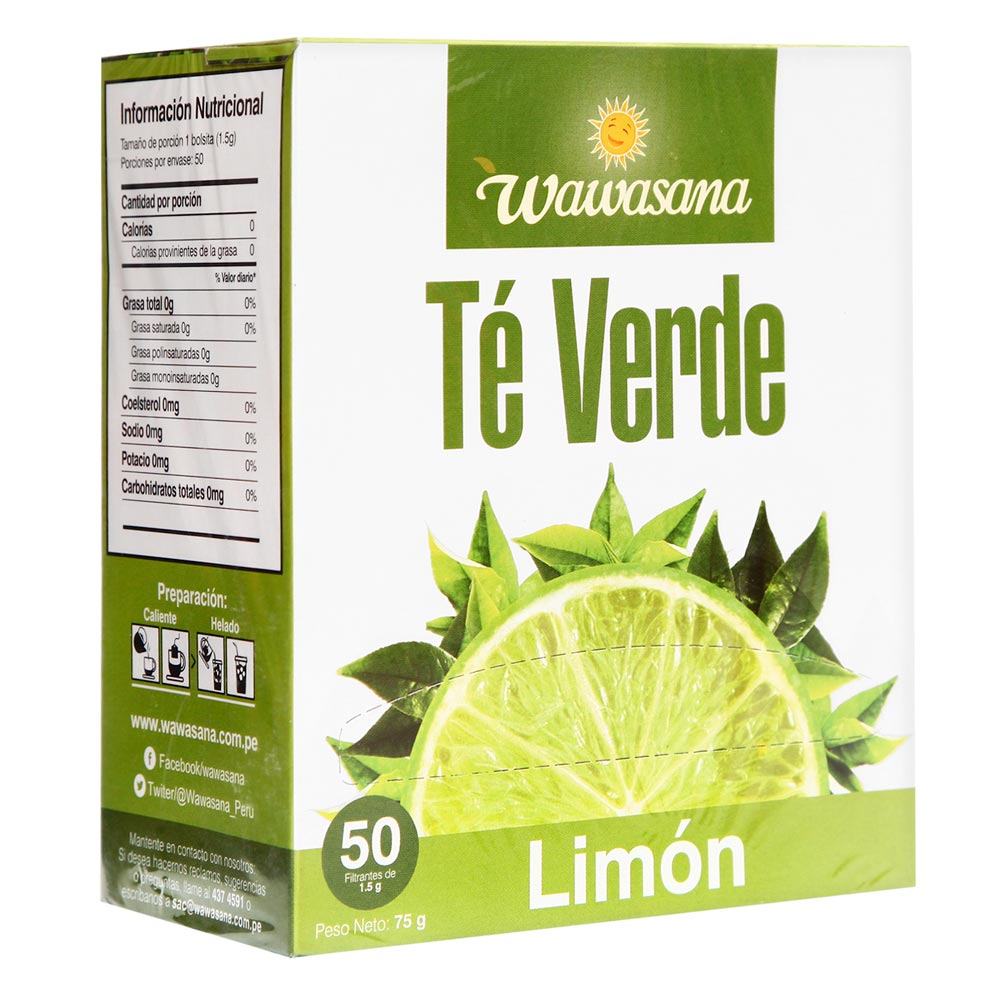 Información Nutricional
Tamaño de porción 1 bolsita (1.5g)
Porciones por envase: 50
Cantidad por porción
Calorías 0
Calorías provinientes de la grasa 0
% Valor diario*
Grasa total 0g 0%
Grasa saturada 0g 0%
Grasa polinsaturadas 0g
Grasa monoinsaturadas 0g
Coelsterol 0mg 0%
Sodio 0mg 0%
Potacio 0mg 0%
Carbohidratos totales 0mg 0%
Preparación:
Caliente Helado
www.wawasana.com.pe
Facebook/wawasana
Twiter/@Wawasana_Peru
Mantente en contacto con nosotros:
Si desea hacernos reclamos, sugerencias
o preguntas, llame al 437 4591 o
escribanos a sac@wawasana.com.pe
Wawasana
Té Verde
Limón
50
Filtrantes de
1.5 g
Peso Neto: 75 g